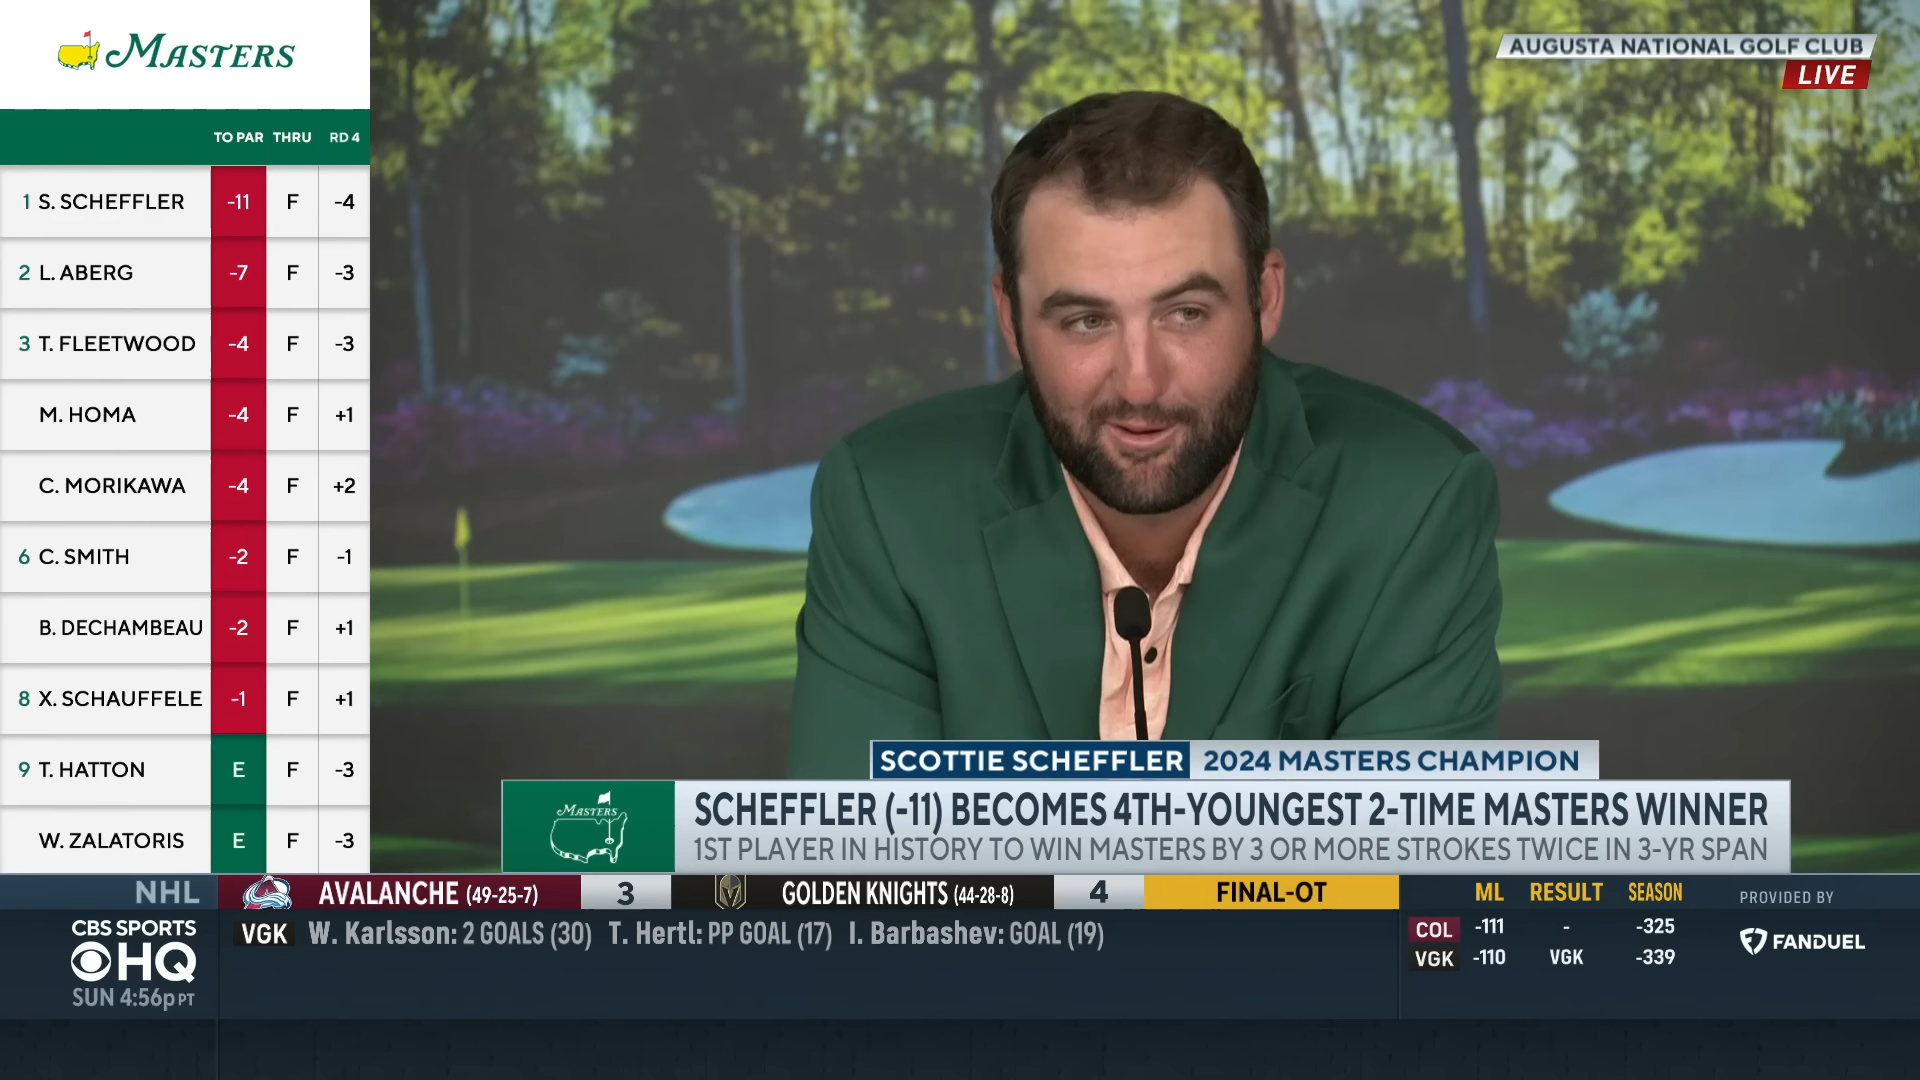 MASTERS
TO PAR THRU RD 4
1 S. SCHEFFLER -11 F -4
2 L. ABERG -7 F -3
3 T. FLEETWOOD -4 F -3
M. HOMA -4 F +1
C. MORIKAWA -4 F +2
6 C. SMITH -2 F -1
B. DECHAMBEAU -2 F +1
8 X. SCHAUFFELE -1 F +1
9 T. HATTON E F -3
W. ZALATORIS E F -3
AUGUSTA NATIONAL GOLF CLUB
LIVE
SCOTTIE SCHEFFLER 2024 MASTERS CHAMPION
MASTERS
SCHEFFLER (-11) BECOMES 4TH-YOUNGEST 2-TIME MASTERS WINNER
1ST PLAYER IN HISTORY TO WIN MASTERS BY 3 OR MORE STROKES TWICE IN 3-YR SPAN
NHL AVALANCHE (49-25-7) 3 GOLDEN KNIGHTS (44-28-8) 4 FINAL-OT
VGK W. Karlsson: 2 GOALS (30) T. Hertl: PP GOAL (17) I. Barbashev: GOAL (19)
CBS SPORTS
HQ
SUN 4:56p PT
ML RESULT SEASON
COL -111 - -325
VGK -110 VGK -339
PROVIDED BY
FANDUEL